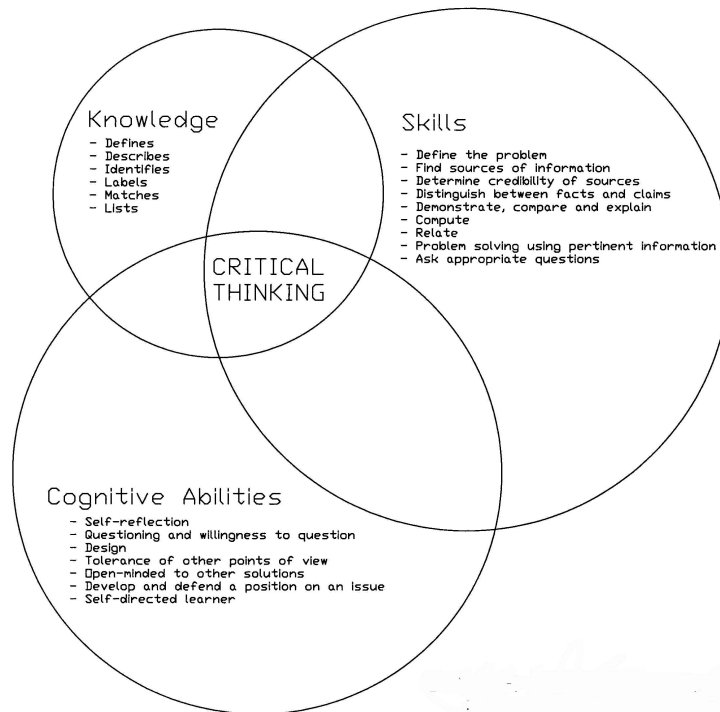 Knowledge
- Defines
- Describes
- Identifies
- Labels
- Matches
- Lists
Skills
- Define the problem
- Find sources of information
- Determine credibility of sources
- Distinguish between facts and claims
- Demonstrate, compare and explain
- Compute
- Relate
- Problem solving using pertinent information
- Ask appropriate questions
CRITICAL
THINKING
Cognitive Abilities
- Self-reflection
- Questioning and willingness to question
- Design
- Tolerance of other points of view
- Open-minded to other solutions
- Develop and defend a position on an issue
- Self-directed learner